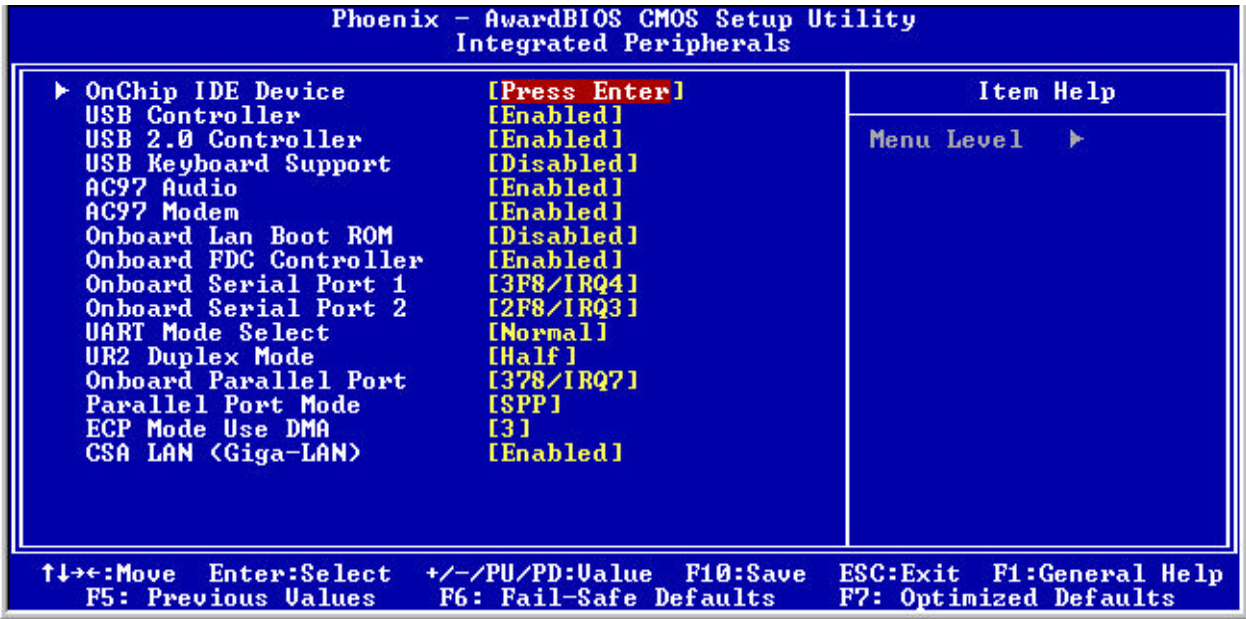 Phoenix - AwardBIOS CMOS Setup Utility
Integrated Peripherals
▶ OnChip IDE Device [Press Enter]
USB Controller [Enabled]
USB 2.0 Controller [Enabled]
USB Keyboard Support [Disabled]
AC97 Audio [Enabled]
AC97 Modem [Enabled]
Onboard Lan Boot ROM [Disabled]
Onboard FDC Controller [Enabled]
Onboard Serial Port 1 [3F8/IRQ4]
Onboard Serial Port 2 [2F8/IRQ3]
UART Mode Select [Normal]
UR2 Duplex Mode [Half]
Onboard Parallel Port [378/IRQ7]
Parallel Port Mode [SPP]
ECP Mode Use DMA [3]
CSA LAN (Giga-LAN) [Enabled]
Item Help
Menu Level ▶
↑↓→←:Move Enter:Select +/-/PU/PD:Value F10:Save ESC:Exit F1:General Help
F5: Previous Values F6: Fail-Safe Defaults F7: Optimized Defaults